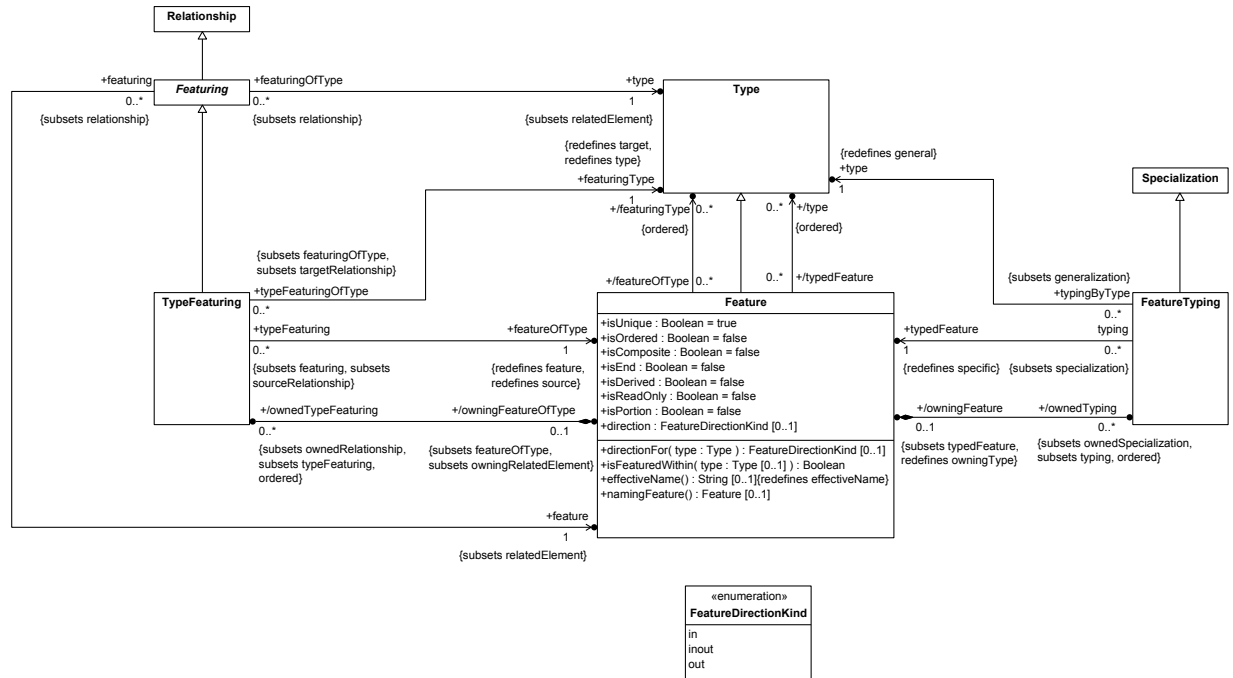 Relationship
+featuring
0..*
{subsets relationship}
Featuring
+featuringOfType
0..*
{subsets relationship}
+type
1
{subsets relatedElement}
Type
{redefines target,
redefines type}
+featuringType
1
{redefines general}
+type
1
Specialization
+/featuringType
0..*
{ordered}
0..*
+/type
{ordered}
{subsets featuringOfType,
subsets targetRelationship}
+typeFeaturingOfType
0..*
+/featureOfType
0..*
0..*
+/typedFeature
{subsets generalization}
+typingByType
0..*
TypeFeaturing
+typeFeaturing
0..*
{subsets featuring, subsets
sourceRelationship}
+featureOfType
1
{redefines feature,
redefines source}
+/ownedTypeFeaturing
0..*
{subsets ownedRelationship,
subsets typeFeaturing,
ordered}
+/owningFeatureOfType
0..1
{subsets featureOfType,
subsets owningRelatedElement}
Feature
+isUnique : Boolean = true
+isOrdered : Boolean = false
+isComposite : Boolean = false
+isEnd : Boolean = false
+isDerived : Boolean = false
+isReadOnly : Boolean = false
+isPortion : Boolean = false
+direction : FeatureDirectionKind [0..1]
+directionFor( type : Type ) : FeatureDirectionKind [0..1]
+isFeaturedWithin( type : Type [0..1] ) : Boolean
+effectiveName() : String [0..1]{redefines effectiveName}
+namingFeature() : Feature [0..1]
FeatureTyping
+typedFeature
1
{redefines specific}
typing
0..*
{subsets specialization}
+/owningFeature
0..1
{subsets typedFeature,
redefines owningType}
+/ownedTyping
0..*
{subsets ownedSpecialization,
subsets typing, ordered}
+feature
1
{subsets relatedElement}
«enumeration»
FeatureDirectionKind
in
inout
out